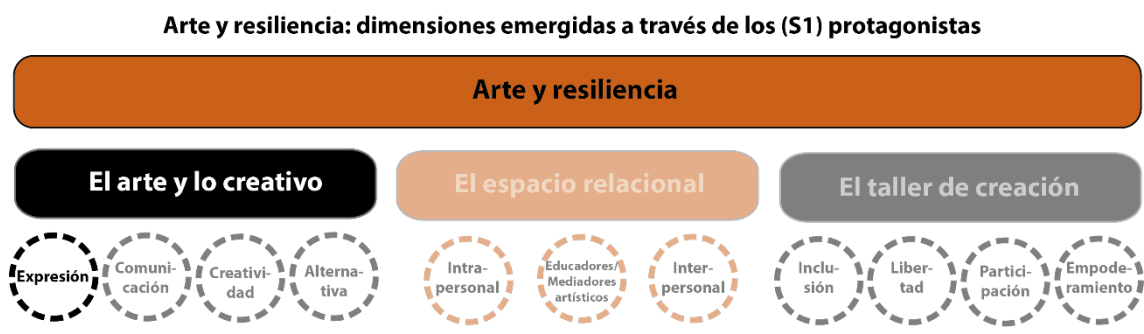 Arte y resiliencia: dimensiones emergidas a través de los (S1) protagonistas
Arte y resiliencia
El arte y lo creativo
El espacio relacional
El taller de creación
Expresión
Comuni-
cación
Creativi-
dad
Alterna-
tiva
Intra-
personal
Educadores/
Mediadores
artísticos
Inter-
personal
Inclu-
sión
Liber-
tad
Partici-
pación
Empode-
ramiento